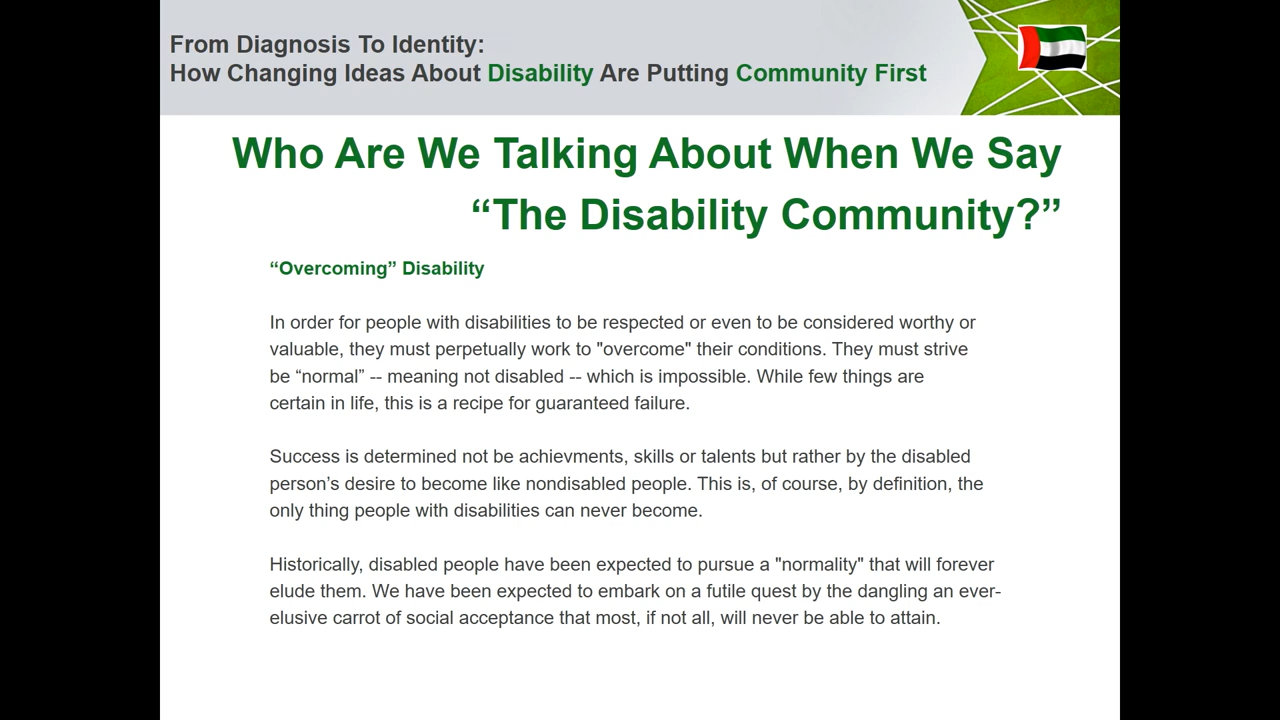 From Diagnosis To Identity:
How Changing Ideas About Disability Are Putting Community First
Who Are We Talking About When We Say
“The Disability Community?”
“Overcoming” Disability
In order for people with disabilities to be respected or even to be considered worthy or
valuable, they must perpetually work to "overcome" their conditions. They must strive
be “normal” -- meaning not disabled -- which is impossible. While few things are
certain in life, this is a recipe for guaranteed failure.
Success is determined not be achievments, skills or talents but rather by the disabled
person’s desire to become like nondisabled people. This is, of course, by definition, the
only thing people with disabilities can never become.
Historically, disabled people have been expected to pursue a "normality" that will forever
elude them. We have been expected to embark on a futile quest by the dangling an ever-
elusive carrot of social acceptance that most, if not all, will never be able to attain.